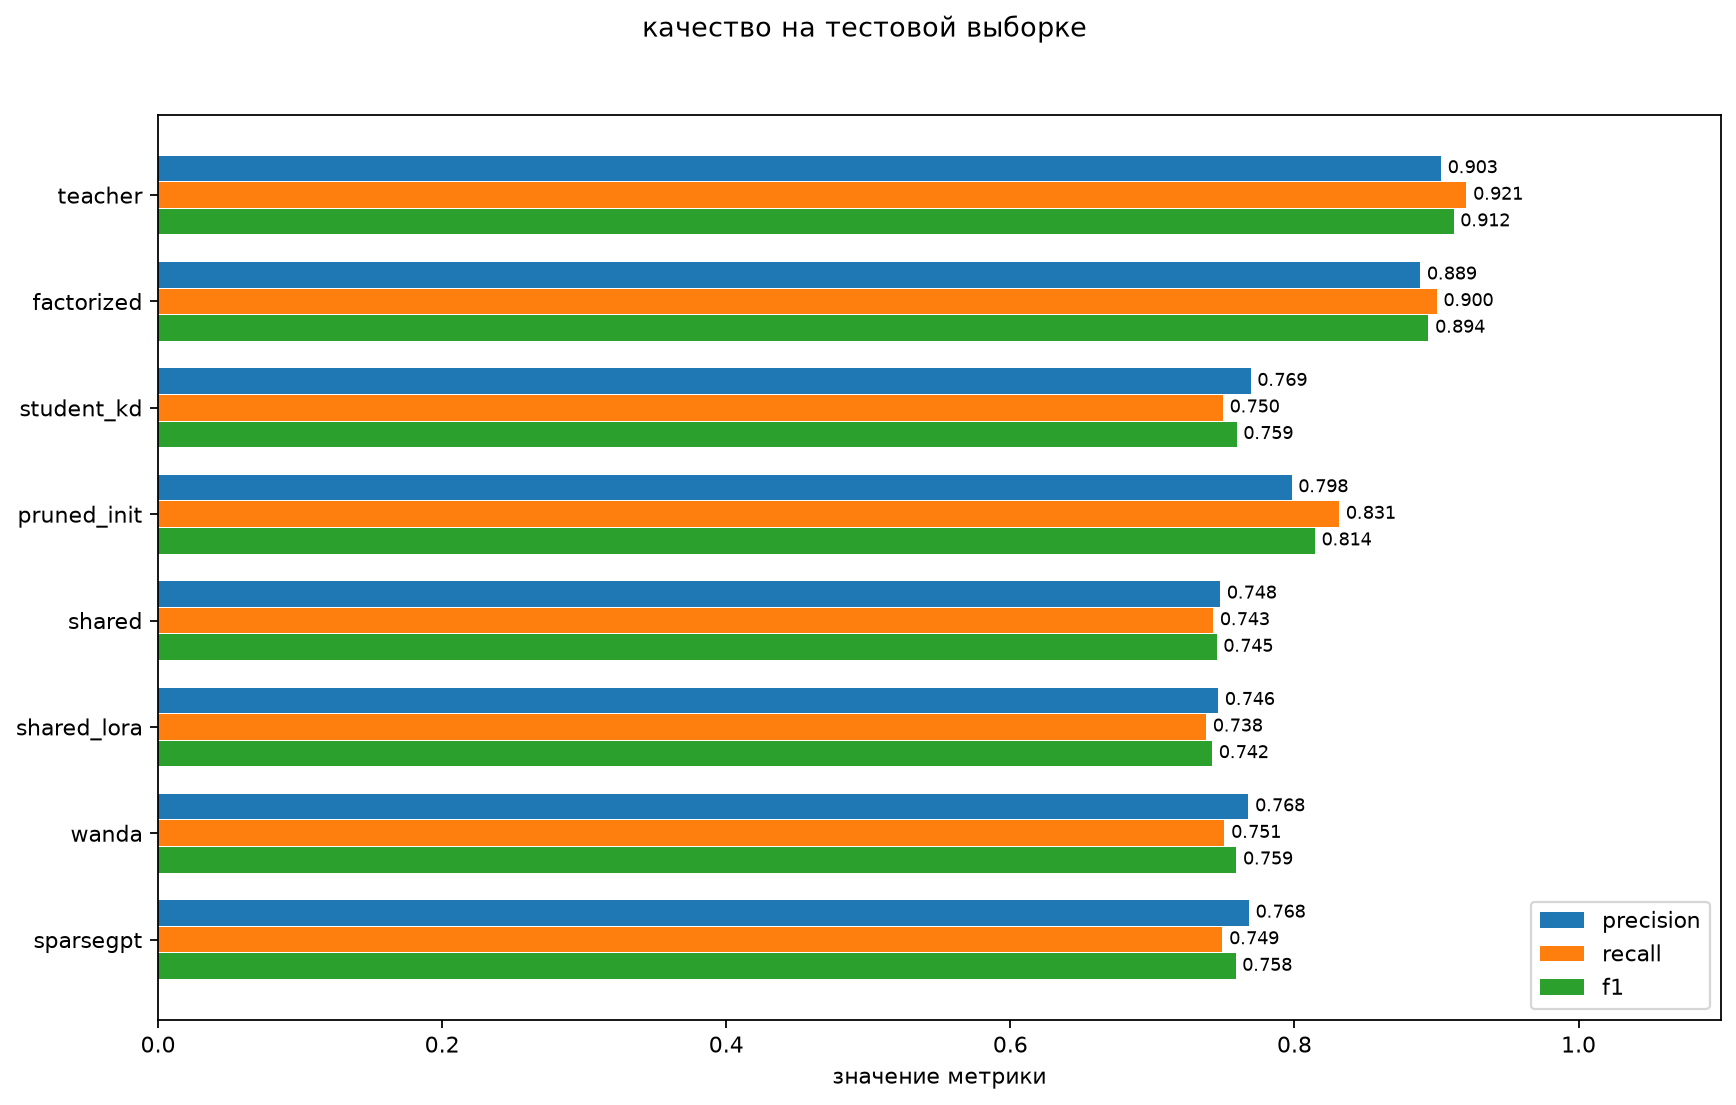 качество на тестовой выборке
teacher
0.903
0.921
0.912
factorized
0.889
0.900
0.894
student_kd
0.769
0.750
0.759
pruned_init
0.798
0.831
0.814
shared
0.748
0.743
0.745
shared_lora
0.746
0.738
0.742
wanda
0.768
0.751
0.759
sparsegpt
0.768
0.749
0.758
precision
recall
f1
0.0 0.2 0.4 0.6 0.8 1.0
значение метрики